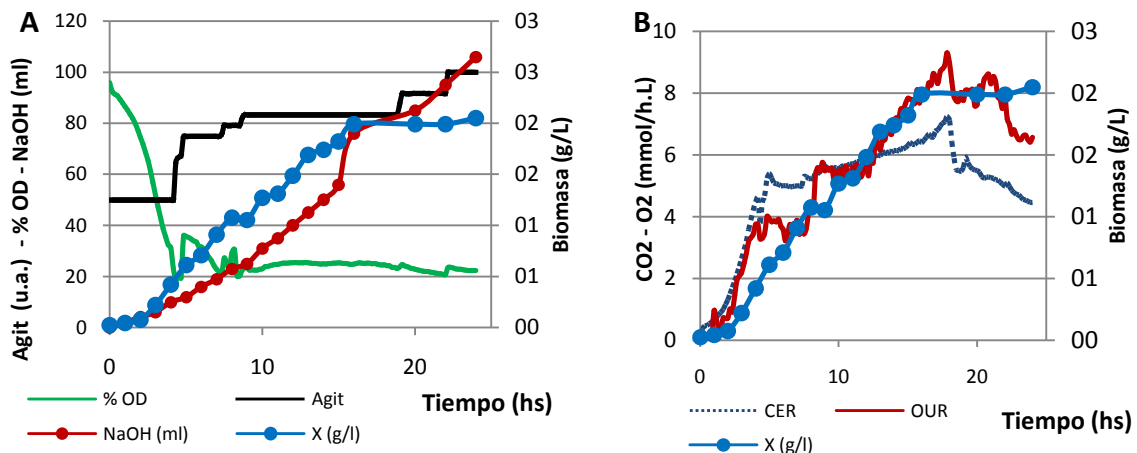 A
Agit (u.a.) - % OD - NaOH (ml)
120
100
80
60
40
20
0
03
03
02
02
01
01
00
Biomasa (g/L)
0
10
20
Tiempo (hs)
% OD
Agit
NaOH (ml)
X (g/l)
B
CO2 - O2 (mmol/h.L)
10
8
6
4
2
0
03
03
02
02
01
01
00
Biomasa (g/L)
0
10
20
Tiempo (hs)
CER
OUR
X (g/l)